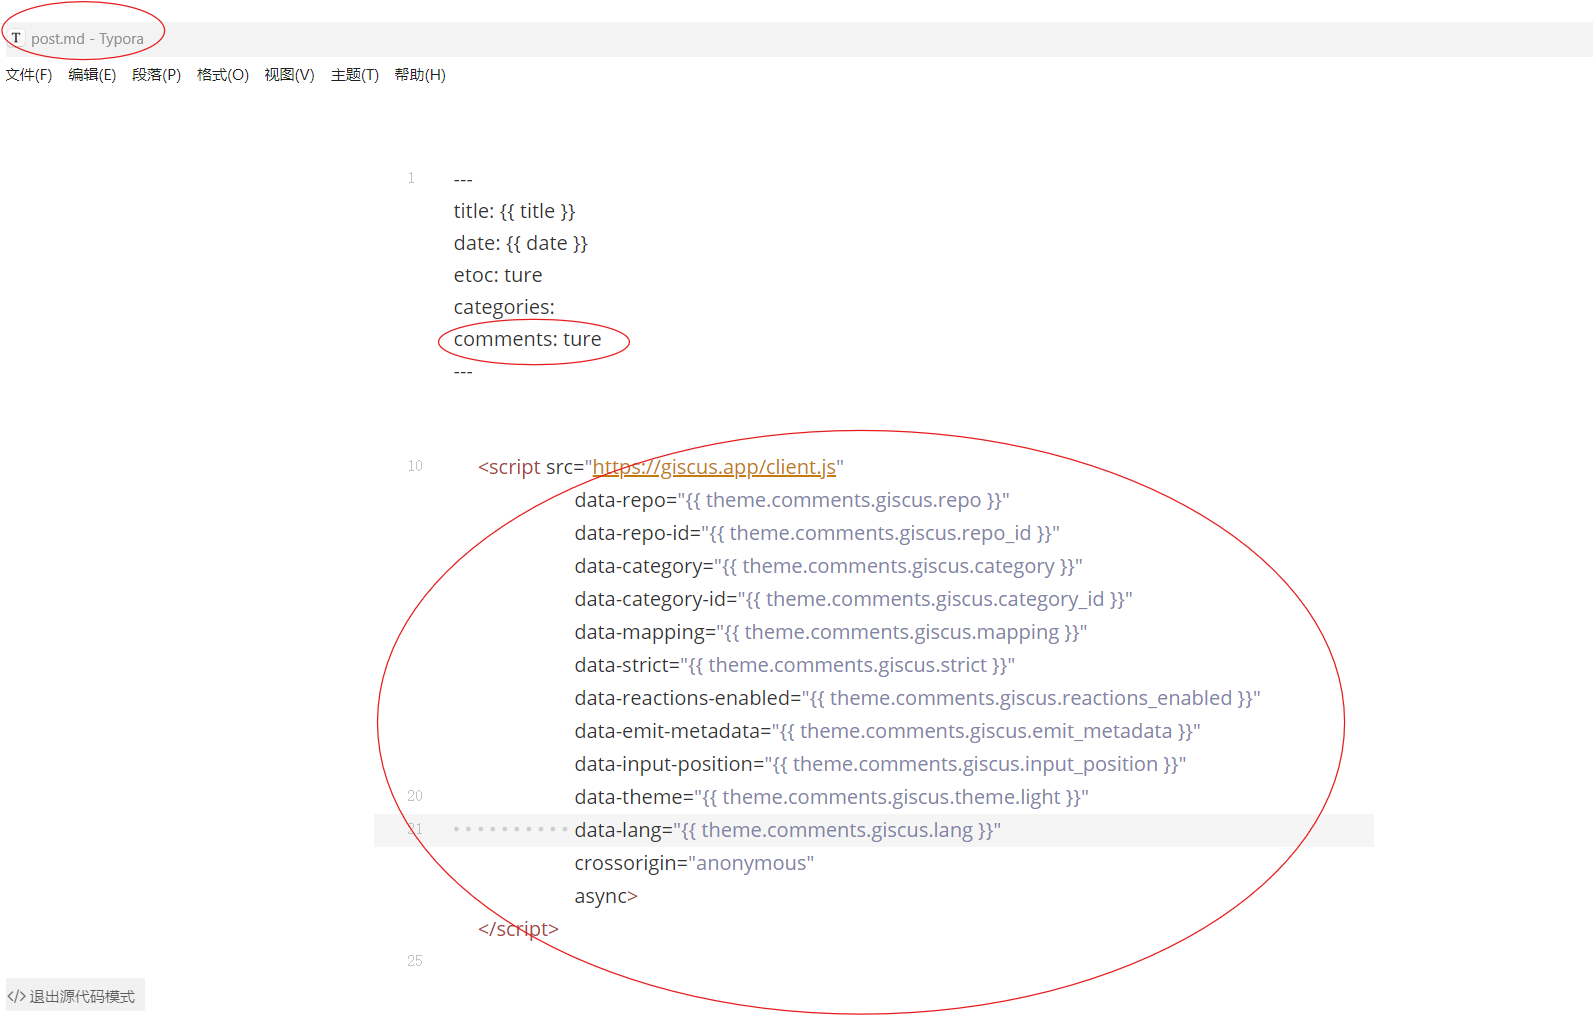 T post.md - Typora
文件(F) 编辑(E) 段落(P) 格式(O) 视图(V) 主题(T) 帮助(H)
1 ---
title: {{ title }}
date: {{ date }}
etoc: ture
categories:
comments: ture
---
10 <script src="https://giscus.app/client.js"
data-repo="{{ theme.comments.giscus.repo }}"
data-repo-id="{{ theme.comments.giscus.repo_id }}"
data-category="{{ theme.comments.giscus.category }}"
data-category-id="{{ theme.comments.giscus.category_id }}"
data-mapping="{{ theme.comments.giscus.mapping }}"
data-strict="{{ theme.comments.giscus.strict }}"
data-reactions-enabled="{{ theme.comments.giscus.reactions_enabled }}"
data-emit-metadata="{{ theme.comments.giscus.emit_metadata }}"
data-input-position="{{ theme.comments.giscus.input_position }}"
20 data-theme="{{ theme.comments.giscus.theme.light }}"
21 data-lang="{{ theme.comments.giscus.lang }}"
crossorigin="anonymous"
async>
</script>
25
</> 退出源代码模式